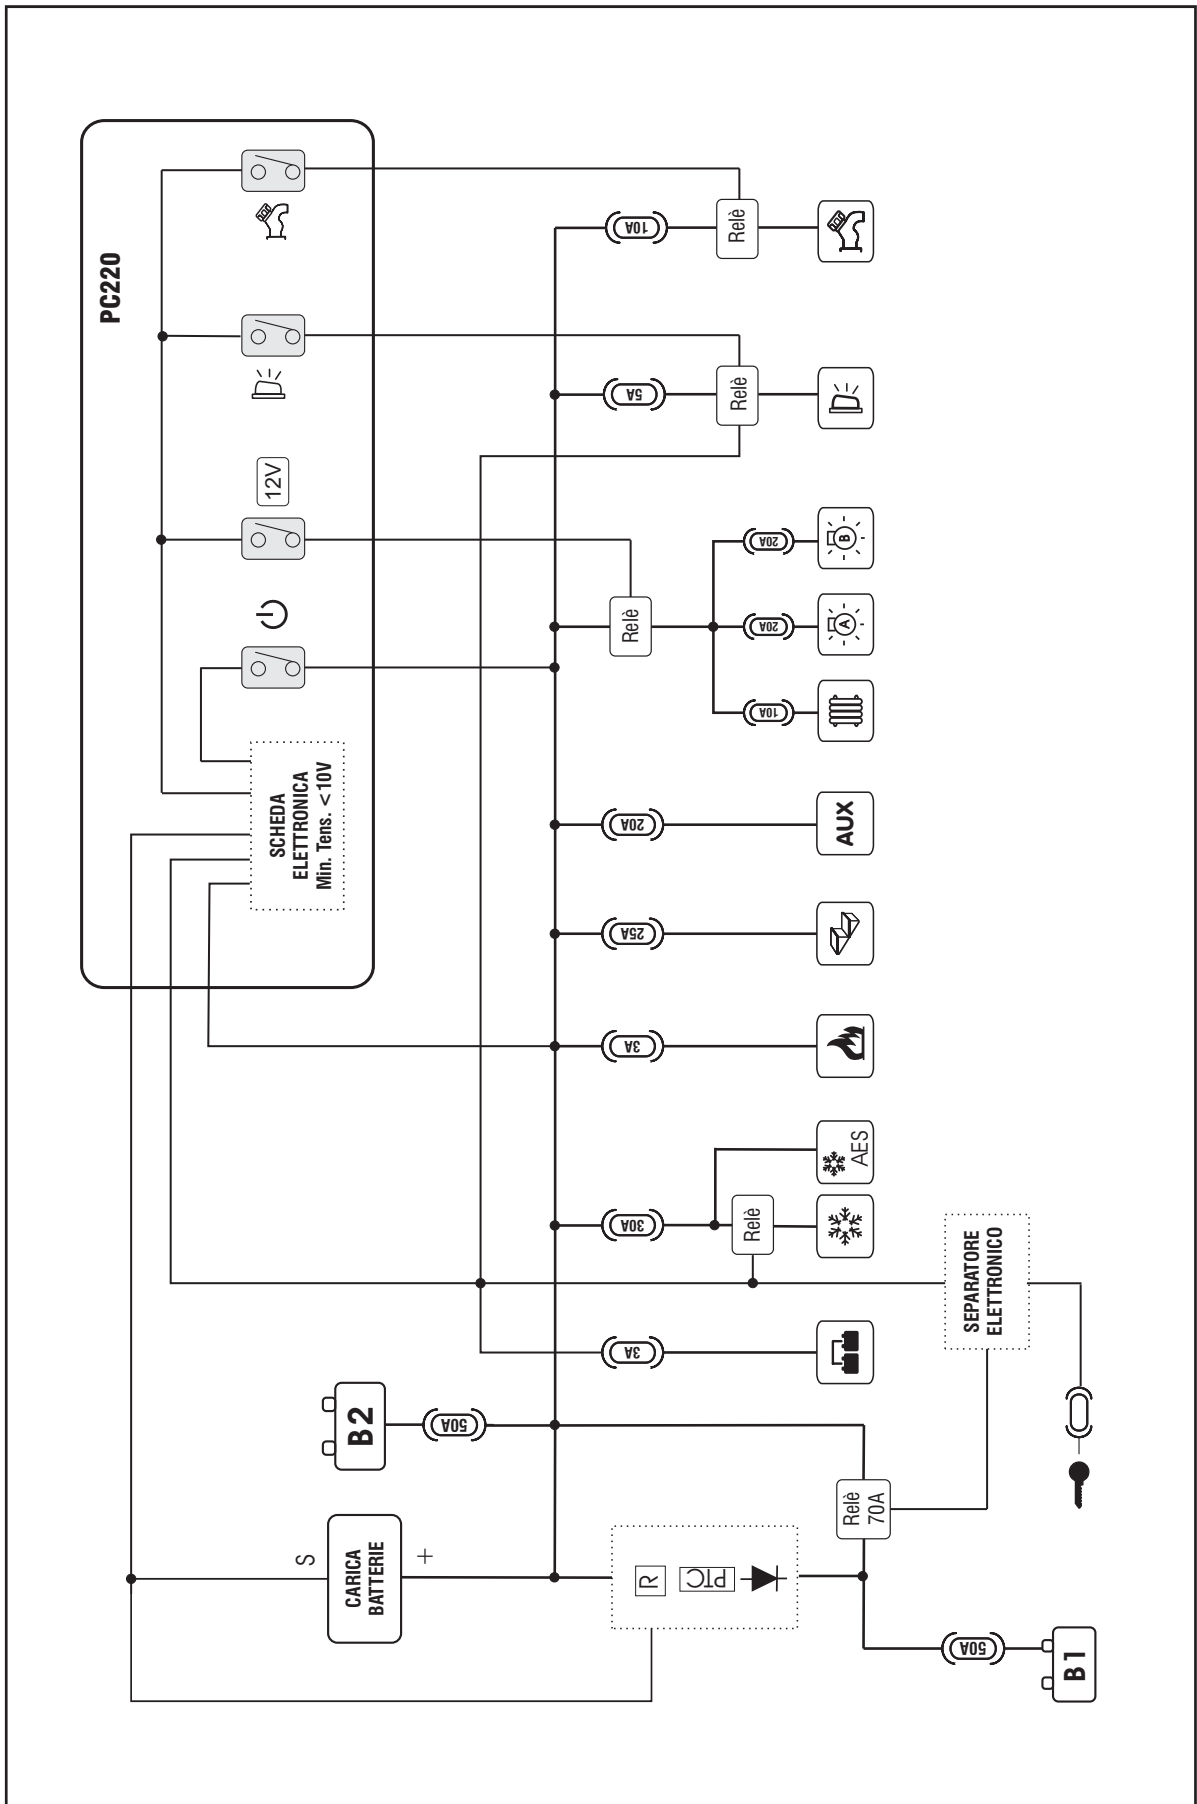 PC220
12V
SCHEDA
ELETTRONICA
Min. Tens. <10V
10A
Relè
5A
Relè
Relè
20A
B
20A
A
10A
20A
AUX
25A
3A
30A
AES
Relè
3A
SEPARATORE
ELETTRONICO
B2
50A
Relè
70A
S
CARICA
BATTERIE
+
R
PTC
50A
B1